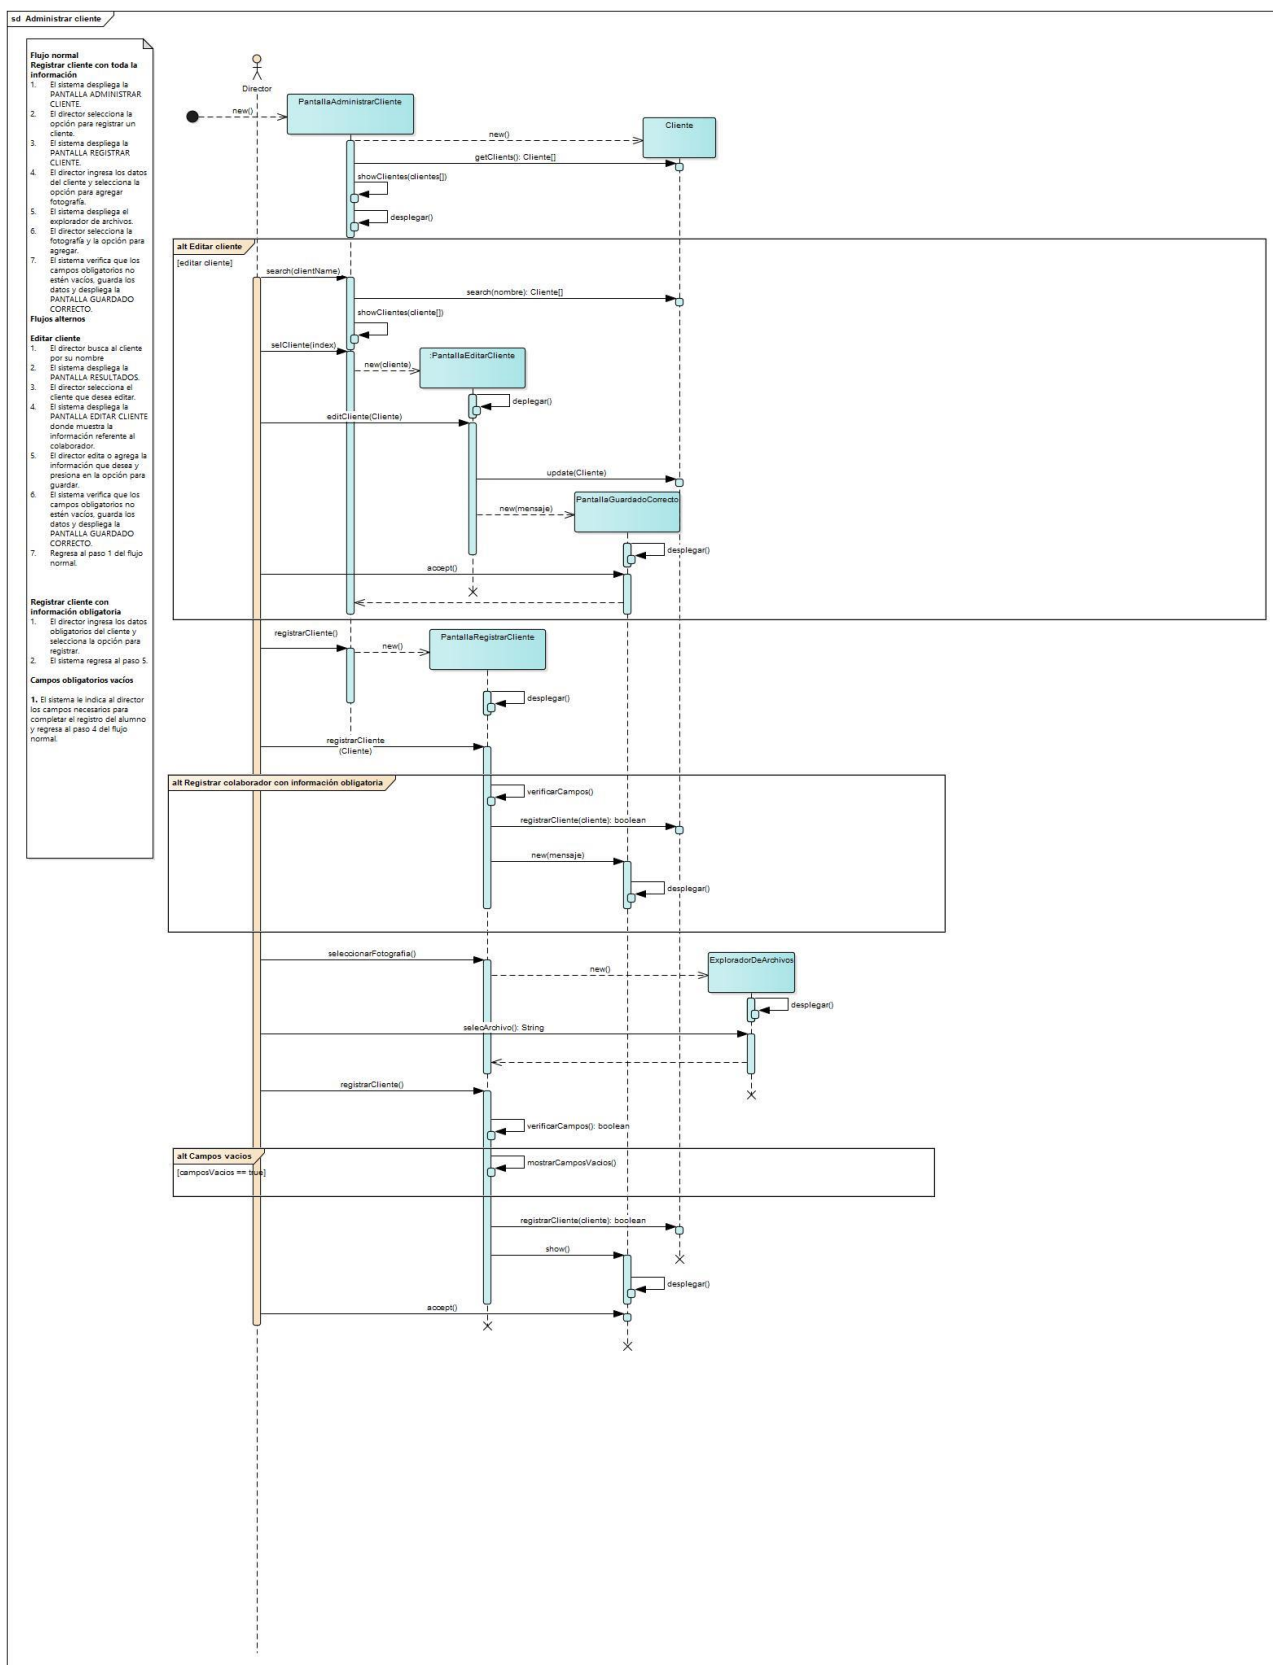 sd Administrar cliente
Flujo normal
Registrar cliente con toda la
información
1. El sistema despliega la
PANTALLA ADMINISTRAR
CLIENTE.
2. El director selecciona la
opción para registrar un
cliente.
3. El sistema despliega la
PANTALLA REGISTRAR
CLIENTE.
4. El director ingresa los datos
del cliente y selecciona la
opción para agregar
fotografía.
5. El sistema despliega el
explorador de archivos.
6. El director selecciona la
fotografía y la opción para
agregar.
7. El sistema verifica que los
campos obligatorios no
estén vacíos, guarda los
datos y despliega la
PANTALLA GUARDADO
CORRECTO.
Flujos alternos
Editar cliente
1. El director busca al cliente
por su nombre
2. El sistema despliega la
PANTALLA RESULTADOS.
3. El director selecciona el
cliente que desea editar.
4. El sistema despliega la
PANTALLA EDITAR CLIENTE
donde muestra la
información referente al
colaborador.
5. El director edita o agrega la
información que desea y
presiona en la opción para
guardar.
6. El sistema verifica que los
campos obligatorios no
estén vacíos, guarda los
datos y despliega la
PANTALLA GUARDADO
CORRECTO.
7. Regresa al paso 1 del flujo
normal.
Registrar cliente con
información obligatoria
1. El director ingresa los datos
obligatorios del cliente y
selecciona la opción para
registrar.
2. El sistema regresa al paso 5.
Campos obligatorios vacíos
1. El sistema le indica al director
los campos necesarios para
completar el registro del alumno
y regresa al paso 4 del flujo
normal.
Director
PantallaAdministrarCliente
new()
Cliente
new()
getClients(): Cliente[]
showClientes(clientes[])
desplegar()
alt Editar cliente
[editar cliente]
search(clientName)
search(nombre): Cliente[]
showClientes(cliente[])
selCliente(index)
:PantallaEditarCliente
new(cliente)
deplegar()
editCliente(Cliente)
update(Cliente)
PantallaGuardadoCorrecto
new(mensaje)
desplegar()
accept()
registrarCliente()
PantallaRegistrarCliente
new()
desplegar()
registrarCliente
(Cliente)
alt Registrar colaborador con información obligatoria
verificarCampos()
registrarCliente(cliente): boolean
new(mensaje)
desplegar()
seleccionarFotografia()
ExploradorDeArchivos
new()
desplegar()
selecArchivo(): String
registrarCliente()
verificarCampos(): boolean
alt Campos vacios
[camposVacios == true]
mostrarCamposVacios()
registrarCliente(cliente): boolean
show()
desplegar()
accept()